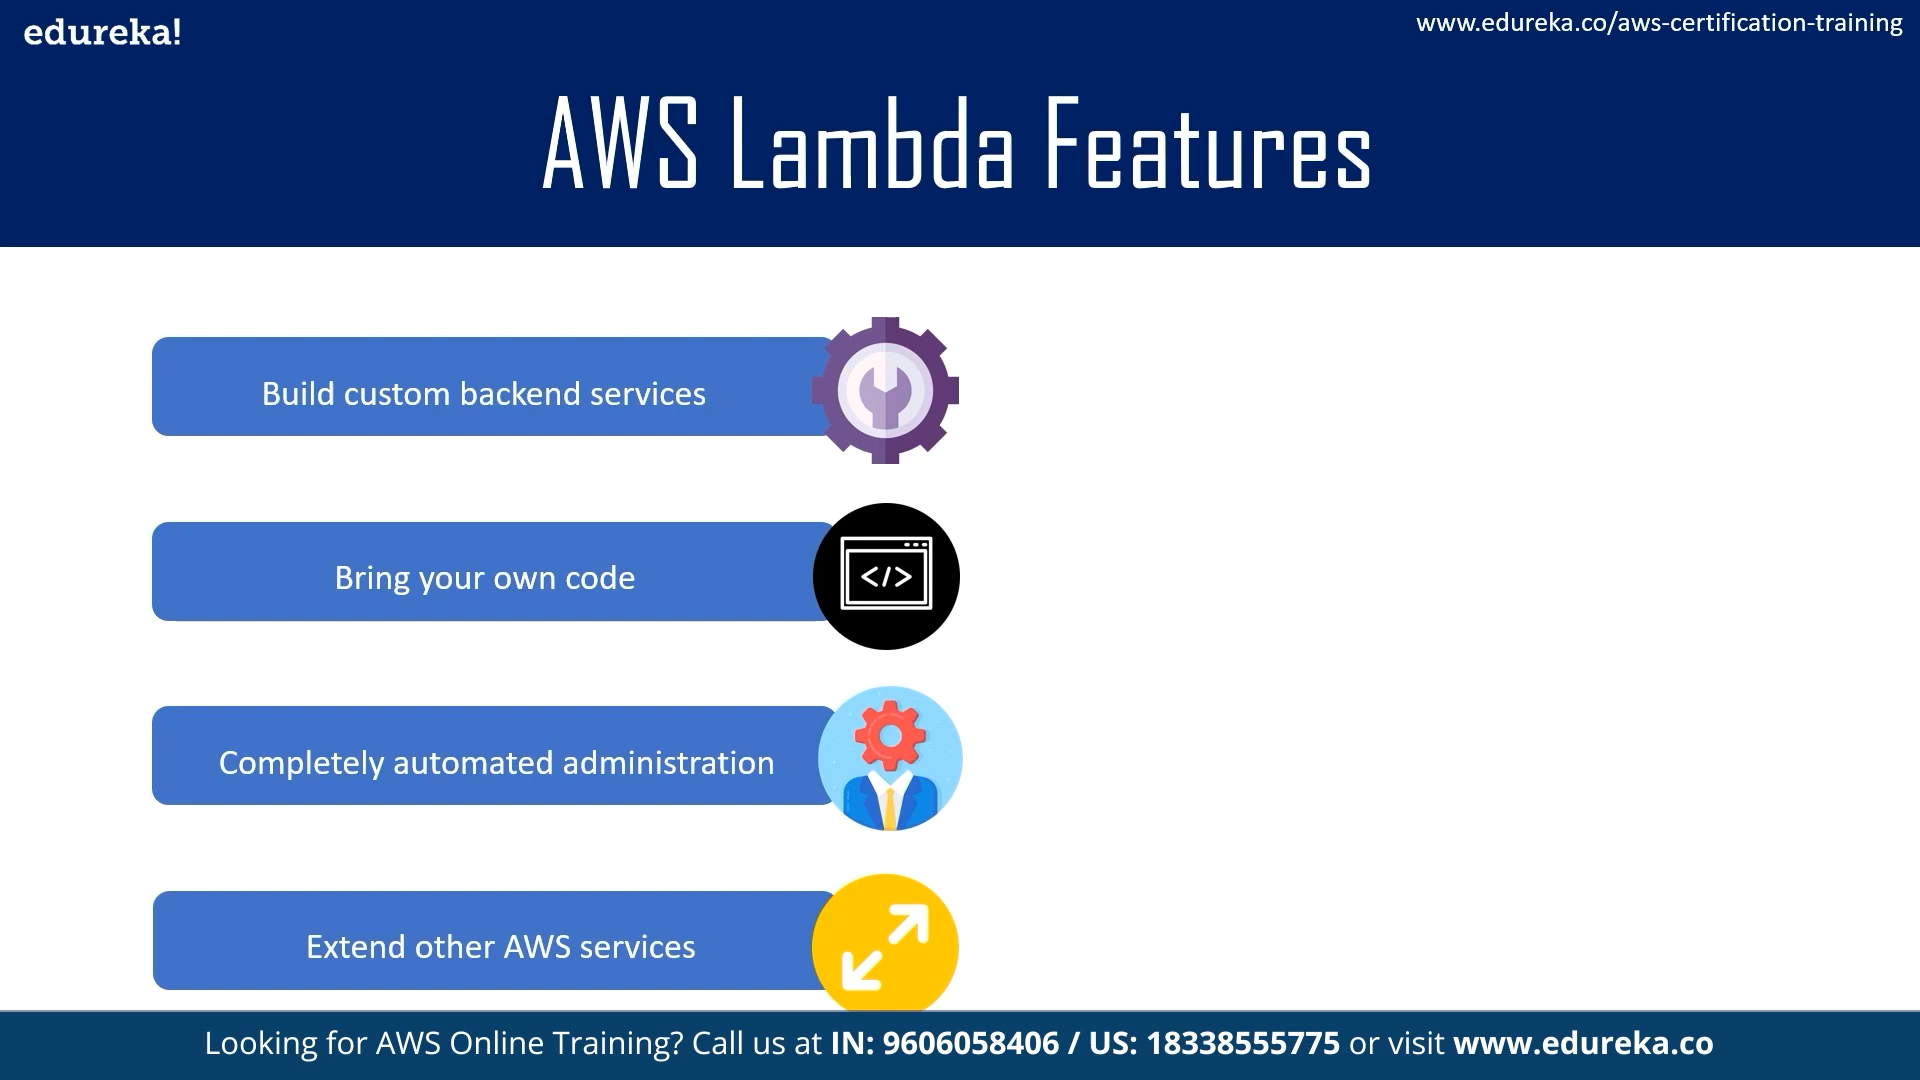 edureka!
www.edureka.co/aws-certification-training
AWS Lambda Features
Build custom backend services
Bring your own code
</>
Completely automated administration
Extend other AWS services
Looking for AWS Online Training? Call us at IN: 9606058406 / US: 18338555775 or visit www.edureka.co